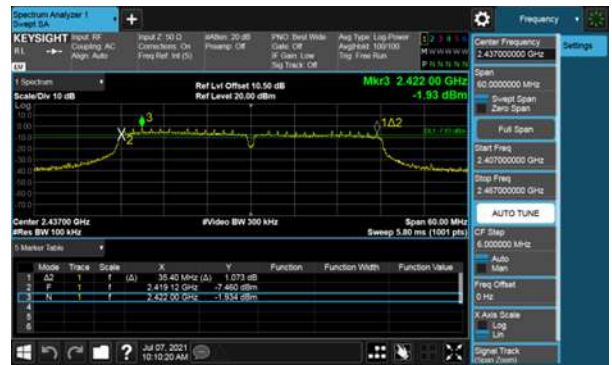 Spectrum Analyzer 1
Swept SA
+
Frequency
KEYSIGHT
Input: RF
Input Z: 50 Ω
#Atten: 20 dB
PNO: Best Wide
Avg Type: Log-Power
1 2 3 4 5 6
RL
Coupling: AC
Corrections: On
Preamp: Off
Gate: Off
Avg|Hold: 100/100
M W W W W W
Align: Auto
Freq Ref: Int (S)
IF Gain: Low
Trig: Free Run
Sig Track: Off
P N N N N N
1 Spectrum
Scale/Div 10 dB
Ref Lvl Offset 10.50 dB
Ref Level 20.00 dBm
Mkr3 2.422 00 GHz
-1.93 dBm
Log
10.0
0.00
-10.0
-20.0
-30.0
-40.0
-50.0
-60.0
-70.0
2
3
1Δ2
Center 2.43700 GHz
#Res BW 100 kHz
#Video BW 300 kHz
Span 60.00 MHz
Sweep 5.80 ms (1001 pts)
5 Marker Table
Mode Trace Scale X Y Function Function Width Function Value
1 Δ2 1 f (Δ) 35.40 MHz (Δ) 1.073 dB
2 F 1 f 2.419 12 GHz -7.460 dBm
3 N 1 f 2.422 00 GHz -1.934 dBm
4
5
6
Jul 07, 2021
10:10:20 AM
?
Center Frequency
2.437000000 GHz
Settings
Span
60.0000000 MHz
Swept Span
Zero Span
Full Span
Start Freq
2.407000000 GHz
Stop Freq
2.467000000 GHz
AUTO TUNE
CF Step
6.000000 MHz
Auto
Man
Freq Offset
0 Hz
X Axis Scale
Log
Lin
Signal Track
(Span Zoom)